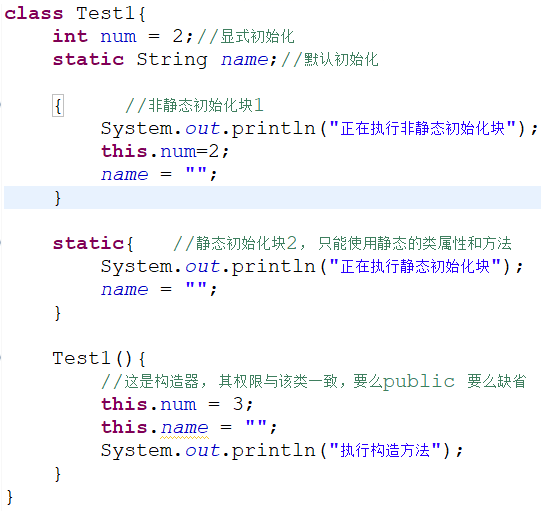 class Test1{
int num = 2;//显式初始化
static String name;//默认初始化
{ //非静态初始化块1
System.out.println("正在执行非静态初始化块");
this.num=2;
name = "";
}
static{ //静态初始化块2, 只能使用静态的类属性和方法
System.out.println("正在执行静态初始化块");
name = "";
}
Test1(){
//这是构造器, 其权限与该类一致,要么public 要么缺省
this.num = 3;
this.name = "";
System.out.println("执行构造方法");
}
}